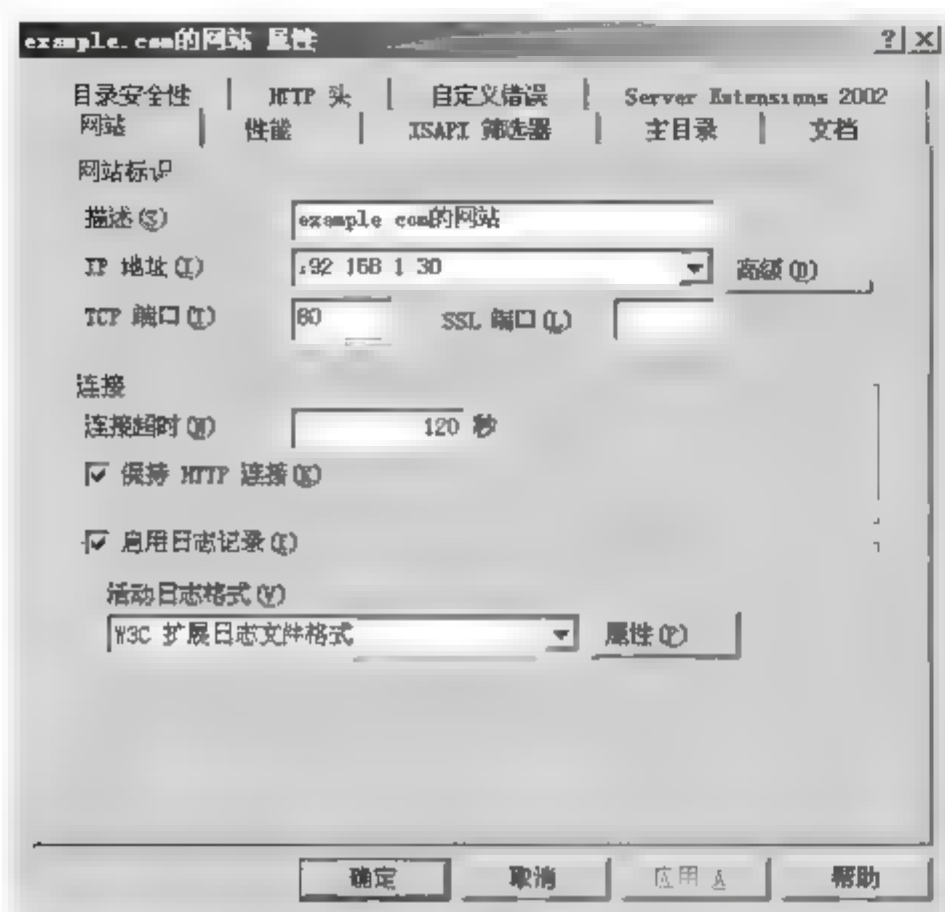 example.com的网站 属性
目录安全性 HTTP 头 自定义错误 Server Extensions 2002
网站 性能 ISAPI 筛选器 主目录 文档
网站标识
描述(S) example com的网站
IP 地址(I) 192 168 1 30 高级(D)
TCP 端口(T) 80 SSL 端口(L)
连接
连接超时(N) 120 秒
保持 HTTP 连接(K)
启用日志记录(E)
活动日志格式(V)
W3C 扩展日志文件格式 属性(P)
确定 取消 应用 A 帮助